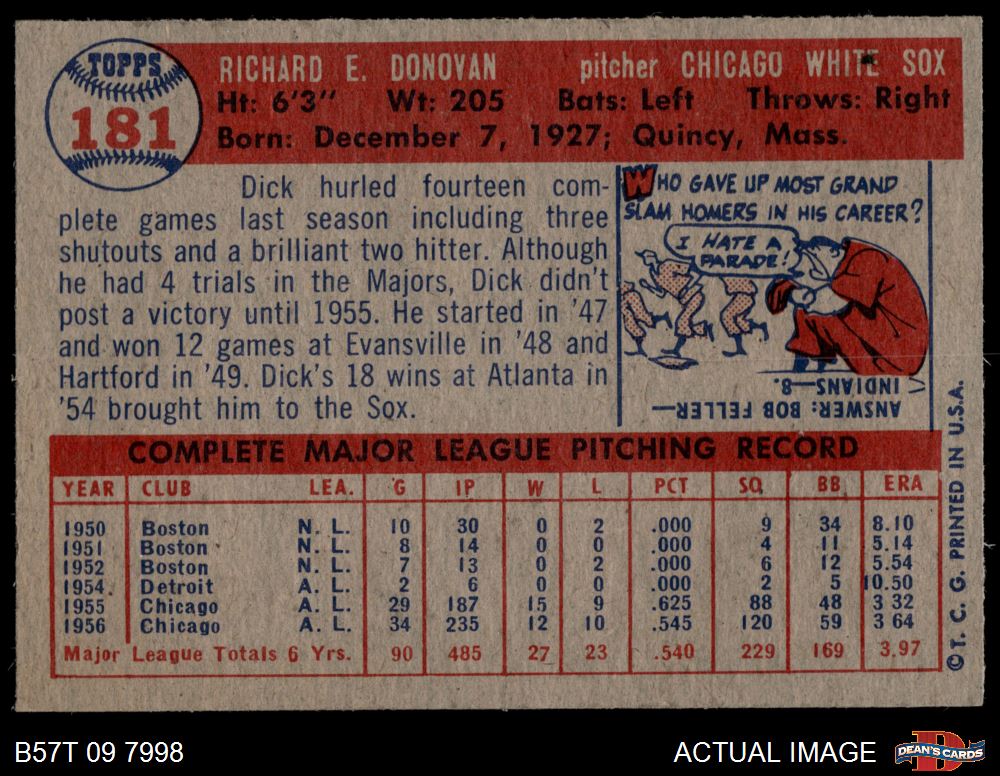 TOPPS
181
RICHARD E. DONOVAN pitcher CHICAGO WHITE SOX
Ht: 6'3" Wt: 205 Bats: Left Throws: Right
Born: December 7, 1927; Quincy, Mass.
Dick hurled fourteen com-
plete games last season including three
shutouts and a brilliant two hitter. Although
he had 4 trials in the Majors, Dick didn't
post a victory until 1955. He started in '47
and won 12 games at Evansville in '48 and
Hartford in '49. Dick's 18 wins at Atlanta in
'54 brought him to the Sox.
WHO GAVE UP MOST GRAND
SLAM HOMERS IN HIS CAREER?
I HATE A
PARADE!
ANSWER: BOB FELLER—
INDIANS—8.
COMPLETE MAJOR LEAGUE PITCHING RECORD
YEAR CLUB LEA. G IP W L PCT SO BB ERA
1950 Boston N. L. 10 30 0 2 .000 9 34 8.10
1951 Boston N. L. 8 14 0 0 .000 4 11 5.14
1952 Boston N. L. 7 13 0 2 .000 6 12 5.54
1954 Detroit A. L. 2 6 0 0 .000 2 5 10.50
1955 Chicago A. L. 29 187 15 9 .625 88 48 3 32
1956 Chicago A. L. 34 235 12 10 .545 120 59 3 64
Major League Totals 6 Yrs. 90 485 27 23 .540 229 169 3.97
©T. C. G. PRINTED IN U.S.A.
B57T 09 7998
ACTUAL IMAGE
DEAN'S CARDS